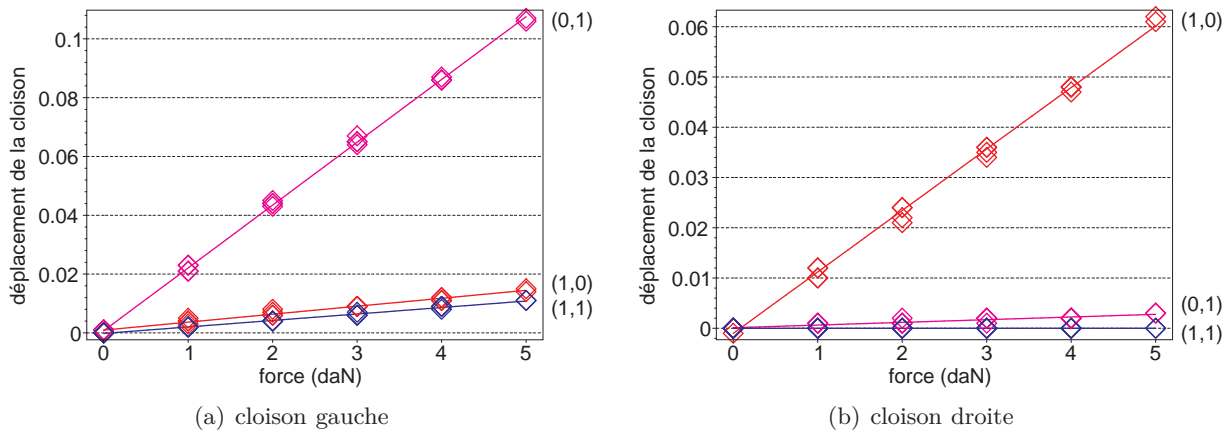 déplacement de la cloison
0.1
0.08
0.06
0.04
0.02
0
0 1 2 3 4 5
force (daN)
(0,1)
(1,0)
(1,1)
(a) cloison gauche
déplacement de la cloison
0.06
0.05
0.04
0.03
0.02
0.01
0
0 1 2 3 4 5
force (daN)
(1,0)
(0,1)
(1,1)
(b) cloison droite